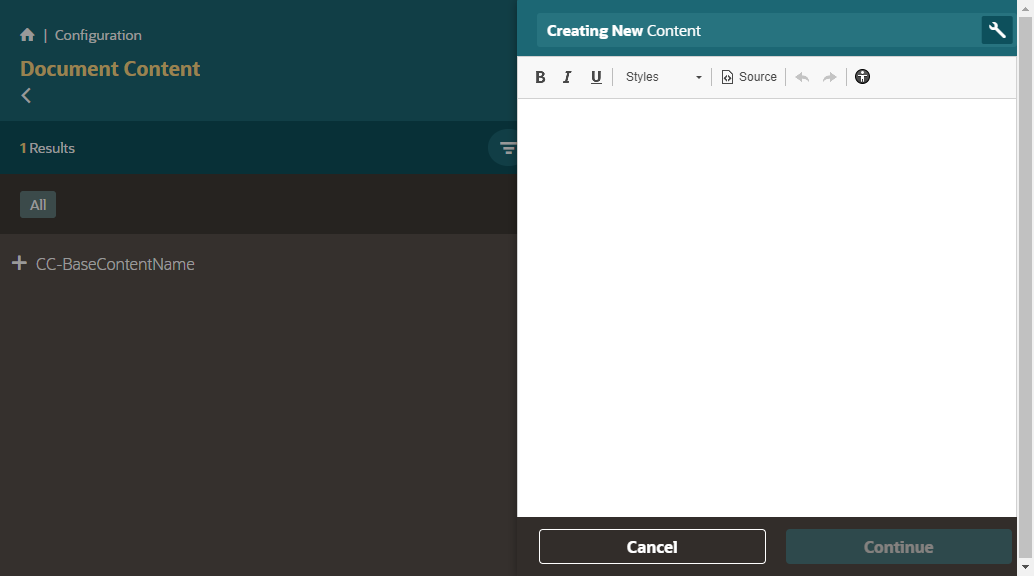 | Configuration
Document Content
1 Results
All
CC-BaseContentName
Creating New Content
B I U Styles Source
Cancel
Continue